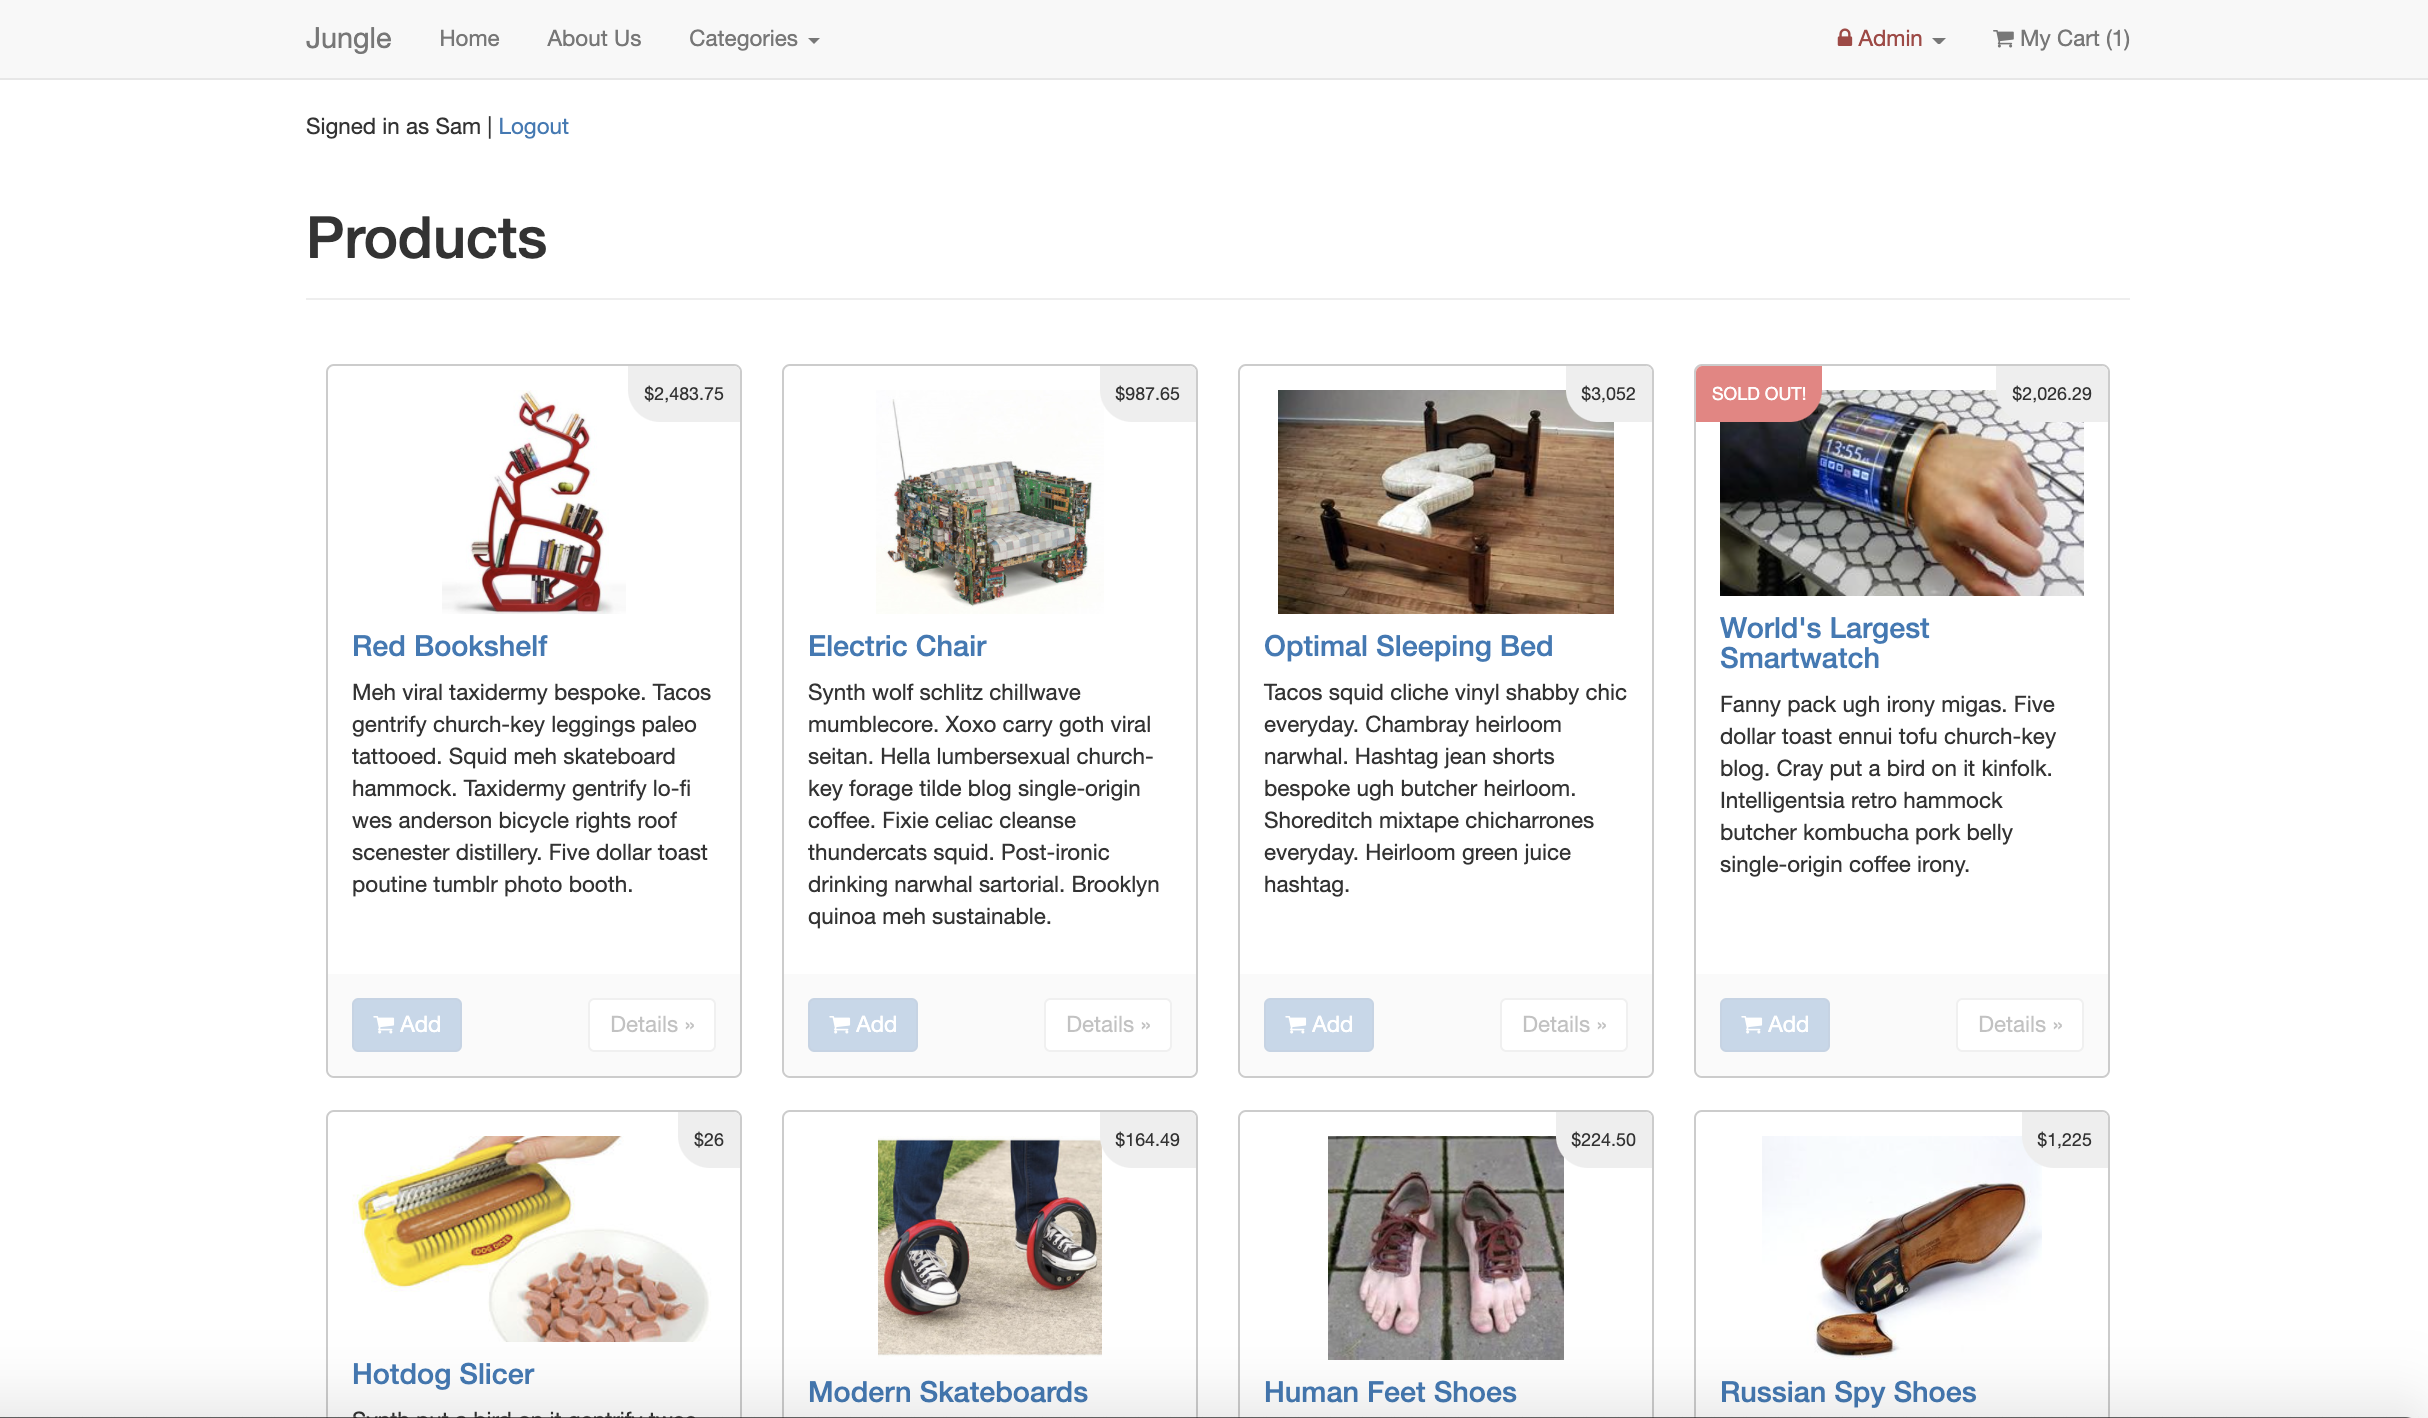 Jungle Home About Us Categories Admin My Cart (1)
Signed in as Sam | Logout
Products
$2,483.75
Red Bookshelf
Meh viral taxidermy bespoke. Tacos
gentrify church-key leggings paleo
tattooed. Squid meh skateboard
hammock. Taxidermy gentrify lo-fi
wes anderson bicycle rights roof
scenester distillery. Five dollar toast
poutine tumblr photo booth.
Add Details »
$987.65
Electric Chair
Synth wolf schlitz chillwave
mumblecore. Xoxo carry goth viral
seitan. Hella lumbersexual church-
key forage tilde blog single-origin
coffee. Fixie celiac cleanse
thundercats squid. Post-ironic
drinking narwhal sartorial. Brooklyn
quinoa meh sustainable.
Add Details »
$3,052
Optimal Sleeping Bed
Tacos squid cliche vinyl shabby chic
everyday. Chambray heirloom
narwhal. Hashtag jean shorts
bespoke ugh butcher heirloom.
Shoreditch mixtape chicharrones
everyday. Heirloom green juice
hashtag.
Add Details »
SOLD OUT! $2,026.29
13:55
World's Largest
Smartwatch
Fanny pack ugh irony migas. Five
dollar toast ennui tofu church-key
blog. Cray put a bird on it kinfolk.
Intelligentsia retro hammock
butcher kombucha pork belly
single-origin coffee irony.
Add Details »
$26
Hotdog Slicer
$164.49
Modern Skateboards
$224.50
Human Feet Shoes
$1,225
Russian Spy Shoes